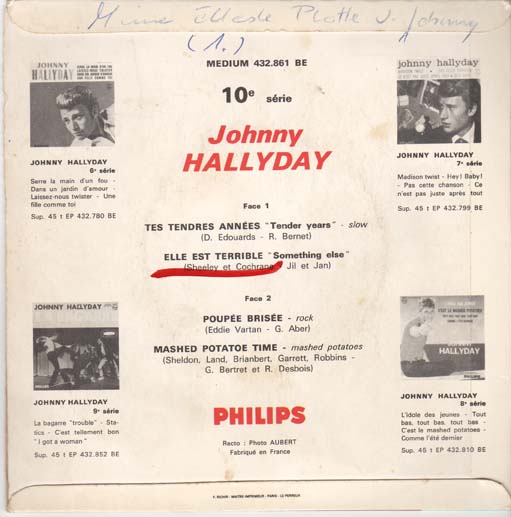 Johnny
(1.)
MEDIUM 432.861 BE
10e série
Johnny
HALLYDAY
JOHNNY
HALLYDAY
JOHNNY HALLYDAY
6e série
Serre la main d'un fou -
Dans un jardin d'amour -
Laissez-nous twister - Une
fille comme toi
Sup. 45 t EP 432.780 BE
johnny hallyday
JOHNNY HALLYDAY
7e série
Madison twist - Hey! Baby!
- Pas cette chanson - Ce
n'est pas juste après tout
Sup. 45 t EP 432.799 BE
Face 1
TES TENDRES ANNÉES "Tender years" - slow
(D. Edouards - R. Bernet)
ELLE EST TERRIBLE "Something else"
(Sheeley et Cochrane, Jil et Jan)
Face 2
POUPÉE BRISÉE - rock
(Eddie Vartan - G. Aber)
MASHED POTATOE TIME - mashed potatoes
(Sheldon, Land, Brianbert, Garrett, Robbins -
G. Bertret et R. Desbois)
JOHNNY HALLYDAY
JOHNNY HALLYDAY
9e série
La bagarre "trouble" - Sta-
tics - C'est tellement bon
"I got a woman"
Sup. 45 t EP 432.852 BE
HALLYDAY
JOHNNY HALLYDAY
8e série
L'idole des jeunes - Tout
bas, tout bas, tout bas -
C'est le mashed potatoes -
Comme l'été dernier
Sup. 45 t EP 432.810 BE
PHILIPS
Recto : Photo AUBERT
Fabriqué en France